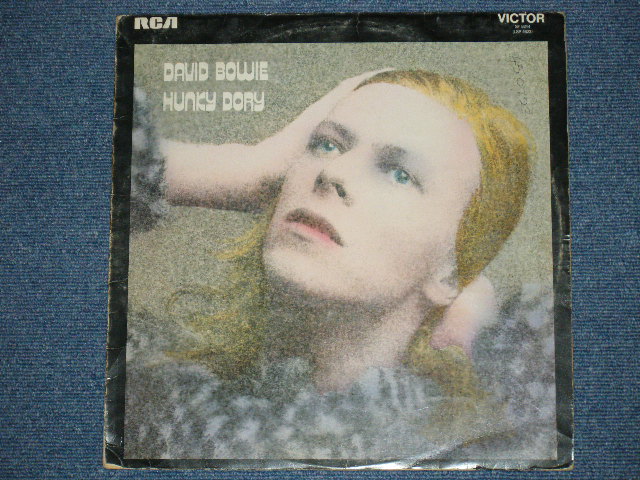 RCA
VICTOR
DAVID BOWIE
HUNKY DORY